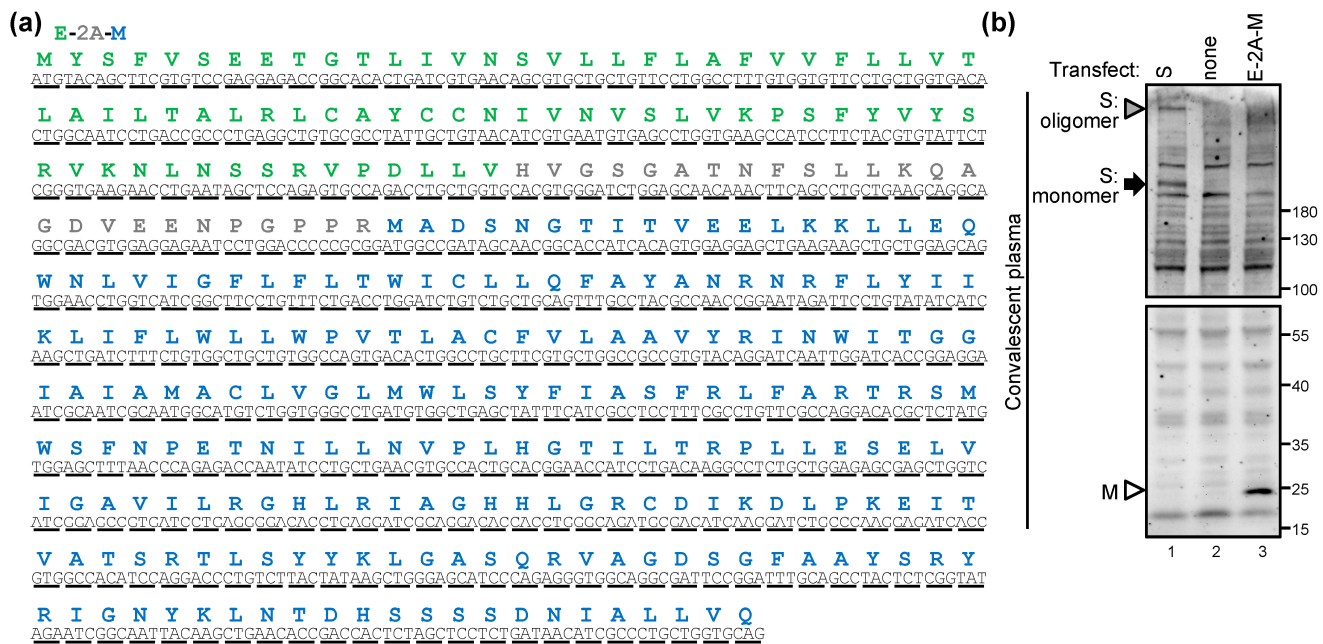 (a)
E-2A-M
M Y S F V S E E T G T L I V N S V L L F L A F V V F L L V T
ATGTACAGCTTCGTGTCCGAGGAGACCGGCACACTGATCGTGAACAGCGTGCTGCTGTTCCTGGCCTTTGTGGTGTTCCTGCTGGTGACA
L A I L T A L R L C A Y C C N I V N V S L V K P S F Y V Y S
CTGGCAATCCTGACCGCCCTGAGGCTGTGCGCCTATTGCTGTAACATCGTGAATGTGAGCCTGGTGAAGCCATCCTTCTACGTGTATTCT
R V K N L N S S R V P D L L V H V G S G A T N F S L L K Q A
CGGGTGAAGAACCTGAATAGCTCCAGAGTGCCAGACCTGCTGGTGCACGTGGGATCTGGAGCAACAAACTTCAGCCTGCTGAAGCAGGCA
G D V E E N P G P P R M A D S N G T I T V E E L K K L L E Q
GGCGACGTGGAGGAGAATCCTGGACCCCCGCGGATGGCCGATAGCAACGGCACCATCACAGTGGAGGAGCTGAAGAAGCTGCTGGAGCAG
W N L V I G F L F L T W I C L L Q F A Y A N R N R F L Y I I
TGGAACCTGGTCATCGGCTTCCTGTTTCTGACCTGGATCTGTCTGCTGCAGTTTGCCTACGCCAACCGGAATAGATTCCTGTATATCATC
K L I F L W L L W P V T L A C F V L A A V Y R I N W I T G G
AAGCTGATCTTTCTGTGGCTGCTGTGGCCAGTGACACTGGCCTGCTTCGTGCTGGCCGCCGTGTACAGGATCAATTGGATCACCGGAGGA
I A I A M A C L V G L M W L S Y F I A S F R L F A R T R S M
ATCGCAATCGCAATGGCATGTCTGGTGGGCCTGATGTGGCTGAGCTATTTCATCGCCTCCTTTCGCCTGTTCGCCAGGACACGCTCTATG
W S F N P E T N I L L N V P L H G T I L T R P L L E S E L V
TGGAGCTTTAACCCAGAGACCAATATCCTGCTGAACGTGCCACTGCACGGAACCATCCTGACAAGGCCTCTGCTGGAGAGCGAGCTGGTC
I G A V I L R G H L R I A G H H L G R C D I K D L P K E I T
ATCGGAGCCGTCATCCTGAGGGGACACCTGAGGATCGCAGGACACCACCTGGGCAGATGCGACATCAAGGATCTGCCCAAGGAGATCACC
V A T S R T L S Y Y K L G A S Q R V A G D S G F A A Y S R Y
GTGGCCACATCCAGGACCCTGTCTTACTATAAGCTGGGAGCATCCCAGAGGGTGGCAGGCGATTCCGGATTTGCAGCCTACTCTCGGTAT
R I G N Y K L N T D H S S S S D N I A L L V Q
AGAATCGGCAATTACAAGCTGAACACCGACCACTCTAGCTCCTCTGATAACATCGCCCTGCTGGTGCAG
(b)
Transfect: S none E-2A-M
Convalescent plasma
S:
oligomer
S:
monomer
180
130
100
55
40
35
M
25
15
1 2 3